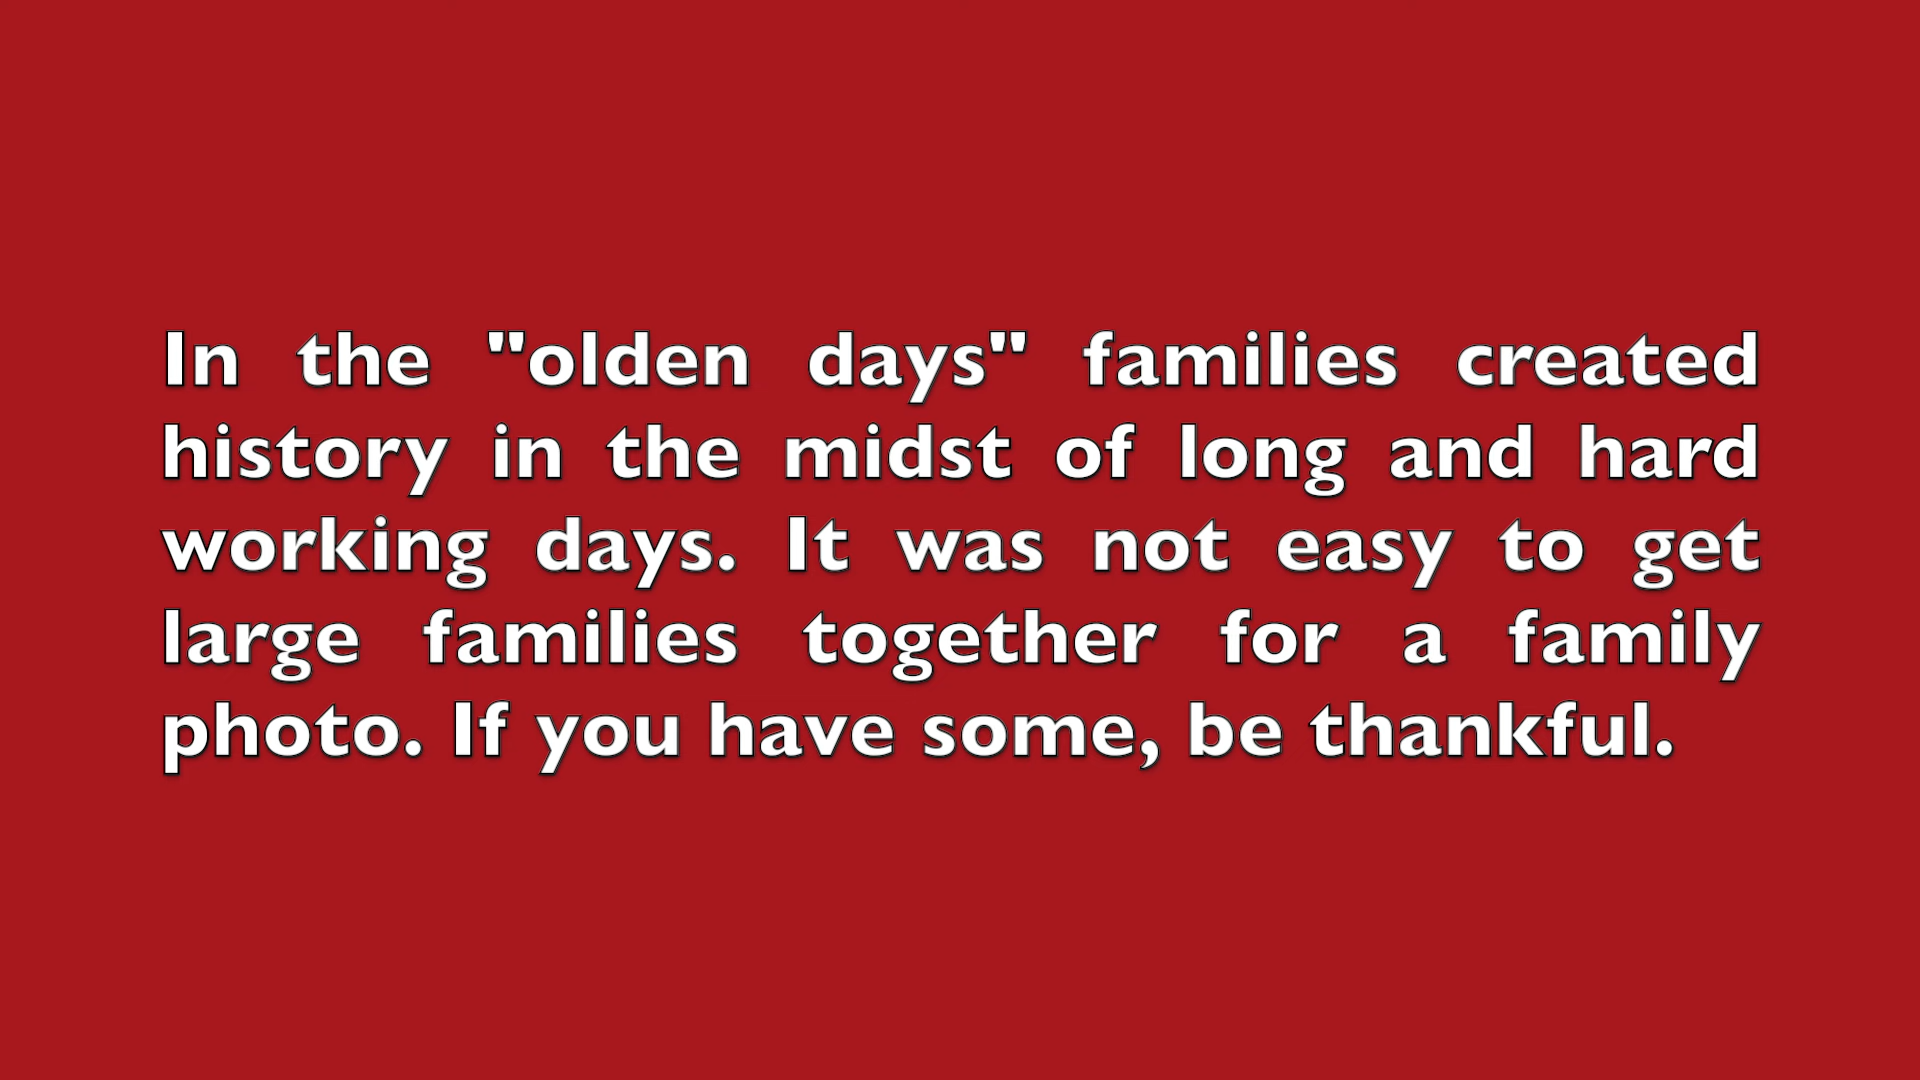 In the "olden days" families created
history in the midst of long and hard
working days. It was not easy to get
large families together for a family
photo. If you have some, be thankful.